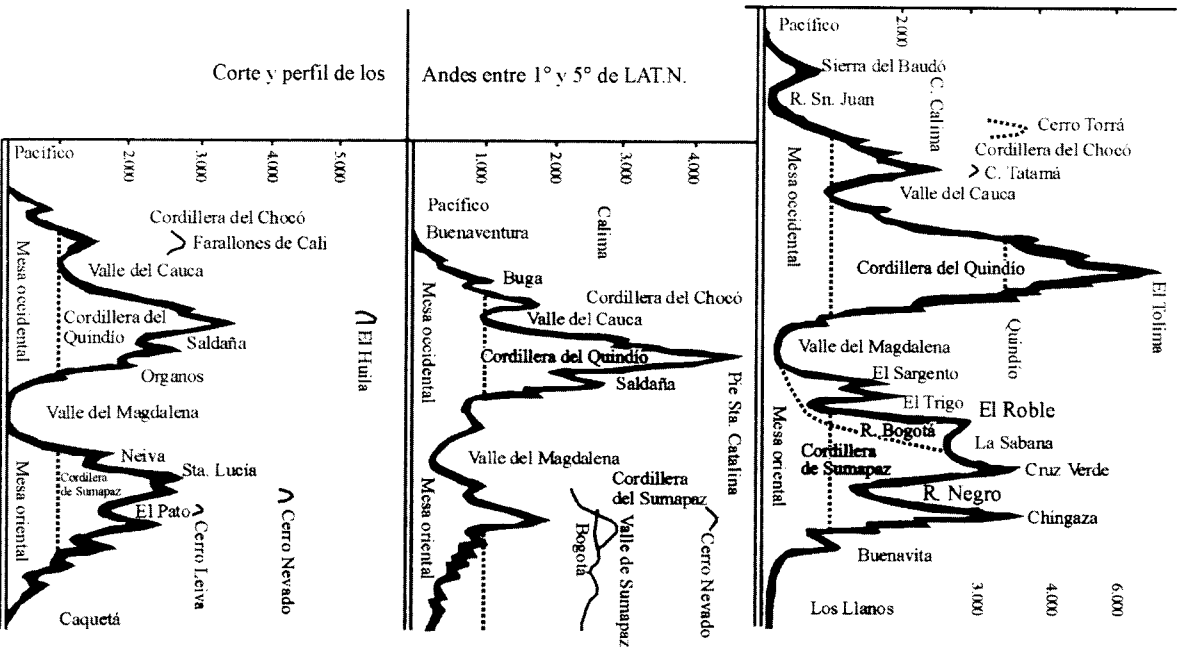 Corte y perfil de los Andes entre 1° y 5° de LAT.N.
Pacífico
2.000
3.000
4.000
5.000
Cordillera del Chocó
Farallones de Cali
Mesa occidental
Valle del Cauca
Cordillera del
Quindío
Saldaña
El Huila
Organos
Valle del Magdalena
Neiva
Sta. Lucía
Cordillera
de Sumapaz
Mesa oriental
El Pato
Cerro Leiva
Cerro Nevado
Caquetá
1.000
2.000
3.000
4.000
Pacífico
Buenaventura
Calima
Buga
Cordillera del Chocó
Mesa occidental
Valle del Cauca
Cordillera del Quindío
Saldaña
Pie Sta. Catalina
Valle del Magdalena
Cordillera
del Sumapaz
Mesa oriental
Bogotá
Valle de Sumapaz
Cerro Nevado
Pacífico
2.000
Sierra del Baudó
R. Sn. Juan
C. Calima
Cerro Torrá
Cordillera del Chocó
C. Tatamá
Mesa occidental
Valle del Cauca
Cordillera del Quindío
El Tolima
Quindío
Valle del Magdalena
El Sargento
El Trigo
El Roble
R. Bogotá
La Sabana
Mesa oriental
Cordillera
de Sumapaz
Cruz Verde
R. Negro
Chingaza
Buenavita
3.000
4.000
6.000
Los Llanos